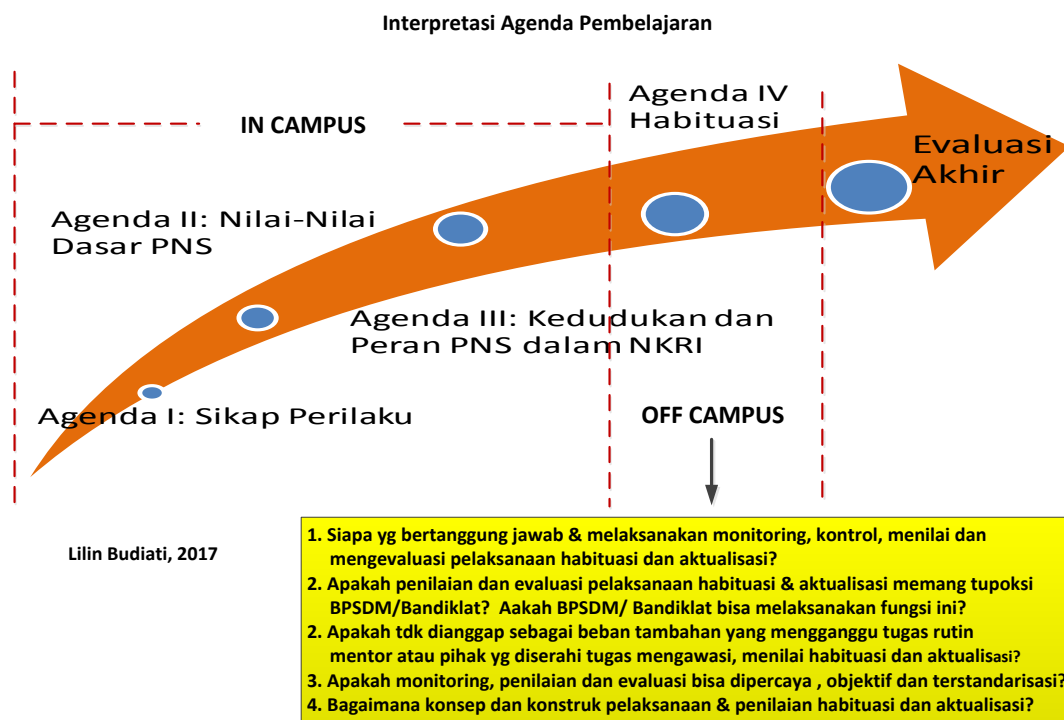 Interpretasi Agenda Pembelajaran
IN CAMPUS
Agenda IV
Habituasi
Evaluasi
Akhir
Agenda II: Nilai-Nilai
Dasar PNS
Agenda III: Kedudukan dan
Peran PNS dalam NKRI
Agenda I: Sikap Perilaku
OFF CAMPUS
Lilin Budiati, 2017
1. Siapa yg bertanggung jawab & melaksanakan monitoring, kontrol, menilai dan
mengevaluasi pelaksanaan habituasi dan aktualisasi?
2. Apakah penilaian dan evaluasi pelaksanaan habituasi & aktualisasi memang tupoksi
BPSDM/Bandiklat? Aakah BPSDM/ Bandiklat bisa melaksanakan fungsi ini?
2. Apakah tdk dianggap sebagai beban tambahan yang mengganggu tugas rutin
mentor atau pihak yg diserahi tugas mengawasi, menilai habituasi dan aktualisasi?
3. Apakah monitoring, penilaian dan evaluasi bisa dipercaya , objektif dan terstandarisasi?
4. Bagaimana konsep dan konstruk pelaksanaan & penilaian habituasi dan aktualisasi?